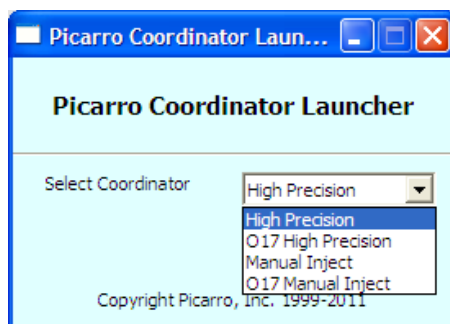 Picarro Coordinator Laun...
Picarro Coordinator Launcher
Select Coordinator
High Precision
High Precision
O17 High Precision
Manual Inject
O17 Manual Inject
Copyright Picarro, Inc. 1999-2011